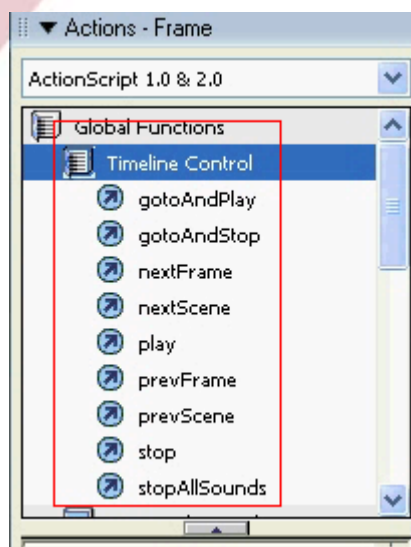 Actions - Frame
ActionScript 1.0 & 2.0
Global Functions
Timeline Control
gotoAndPlay
gotoAndStop
nextFrame
nextScene
play
prevFrame
prevScene
stop
stopAllSounds